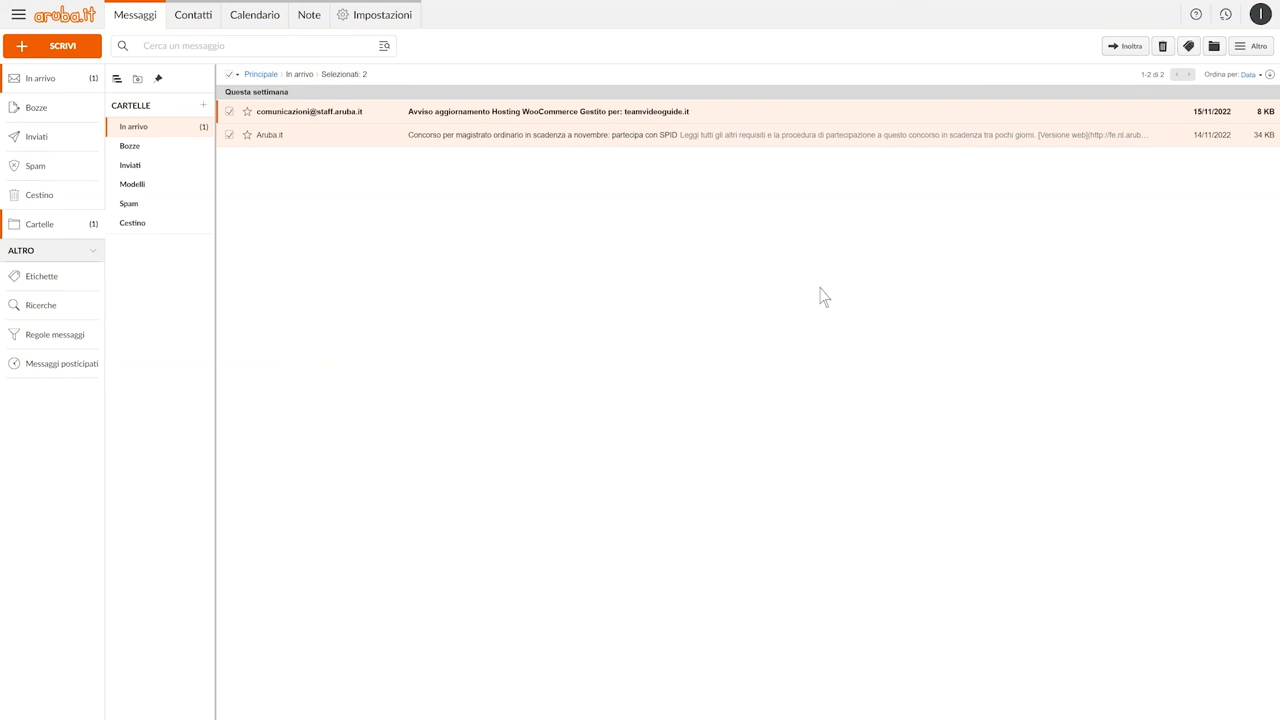 aruba.it
Messaggi
Contatti
Calendario
Note
Impostazioni
I
SCRIVI
Cerca un messaggio
Inoltra
Altro
In arrivo (1)
Bozze
Inviati
Spam
Cestino
Cartelle (1)
ALTRO
Etichette
Ricerche
Regole messaggi
Messaggi posticipati
CARTELLE +
In arrivo (1)
Bozze
Inviati
Modelli
Spam
Cestino
Principale › In arrivo › Selezionati: 2
1-2 di 2
Ordina per: Data
Questa settimana
comunicazioni@staff.aruba.it Avviso aggiornamento Hosting WooCommerce Gestito per: teamvideoguide.it 15/11/2022 8 KB
Aruba.it Concorso per magistrato ordinario in scadenza a novembre: partecipa con SPID Leggi tutti gli altri requisiti e la procedura di partecipazione a questo concorso in scadenza tra pochi giorni. [Versione web](http://fe.nl.arub... 14/11/2022 34 KB